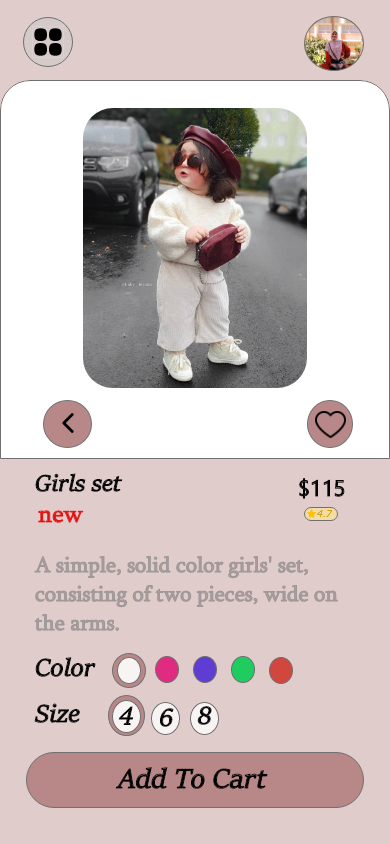 Girls set
$115
new
4.7
A simple, solid color girls' set,
consisting of two pieces, wide on
the arms.
Color
Size 4 6 8
Add To Cart